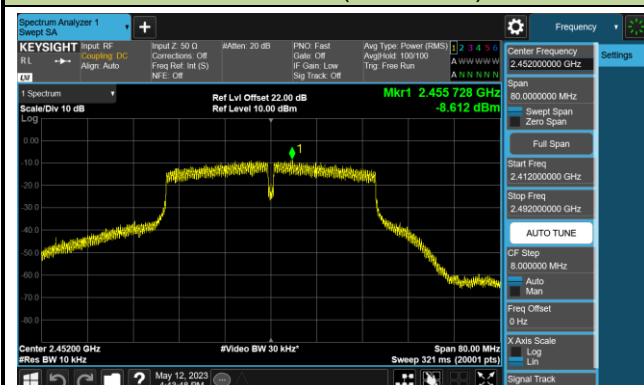 Spectrum Analyzer 1
Swept SA
+
Frequency
KEYSIGHT
RL
Input: RF
Coupling: DC
Align: Auto
Input Z: 50 Ω
Corrections: Off
Freq Ref: Int (S)
NFE: Off
#Atten: 20 dB
PNO: Fast
Gate: Off
IF Gain: Low
Sig Track: Off
Avg Type: Power (RMS)
Avg|Hold: 100/100
Trig: Free Run
1 2 3 4 5 6
A W W W W W
A N N N N N
1 Spectrum
Scale/Div 10 dB
Log
Ref Lvl Offset 22.00 dB
Ref Level 10.00 dBm
Mkr1 2.455 728 GHz
-8.612 dBm
1
0.00
-10.0
-20.0
-30.0
-40.0
-50.0
-60.0
-70.0
-80.0
Center 2.45200 GHz
#Res BW 10 kHz
#Video BW 30 kHz*
Span 80.00 MHz
Sweep 321 ms (20001 pts)
May 12, 2023
4:43:48 PM
?
Center Frequency
2.452000000 GHz
Settings
Span
80.0000000 MHz
Swept Span
Zero Span
Full Span
Start Freq
2.412000000 GHz
Stop Freq
2.492000000 GHz
AUTO TUNE
CF Step
8.000000 MHz
Auto
Man
Freq Offset
0 Hz
X Axis Scale
Log
Lin
Signal Track